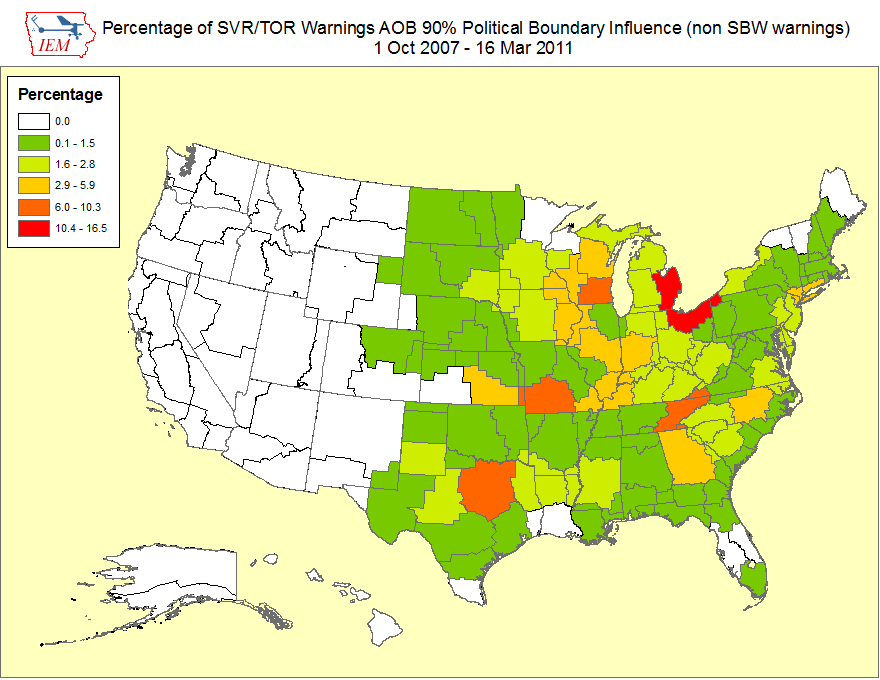 IEM
Percentage of SVR/TOR Warnings AOB 90% Political Boundary Influence (non SBW warnings)
1 Oct 2007 - 16 Mar 2011
Percentage
0.0
0.1 - 1.5
1.6 - 2.8
2.9 - 5.9
6.0 - 10.3
10.4 - 16.5